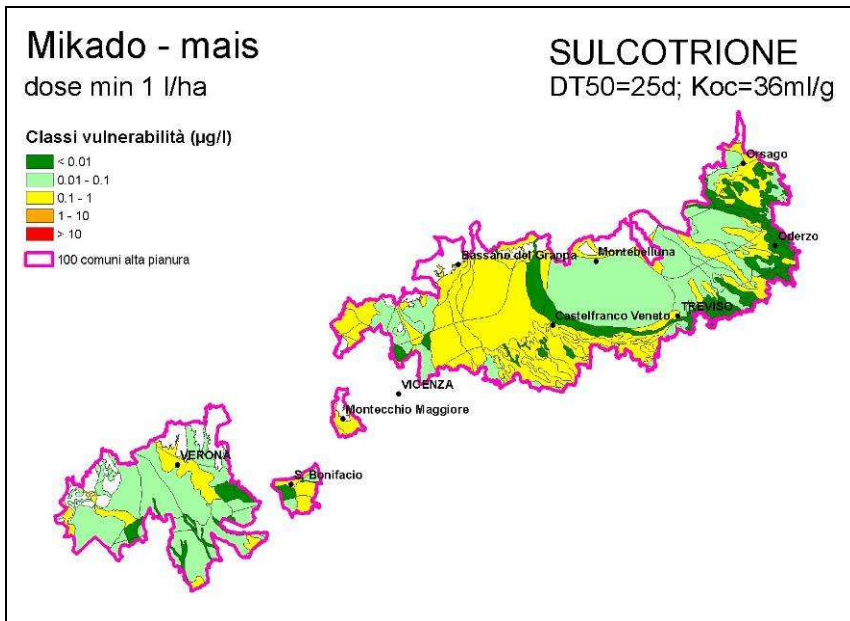 Mikado - mais
dose min 1 l/ha
SULCOTRIONE
DT50=25d; Koc=36ml/g
Classi vulnerabilità (µg/l)
< 0.01
0.01 - 0.1
0.1 - 1
1 - 10
> 10
100 comuni alta pianura
Orsago
Oderzo
Bassano del Grappa
Montebelluna
Castelfranco Veneto
TREVISO
VICENZA
Montecchio Maggiore
VERONA
S. Bonifacio